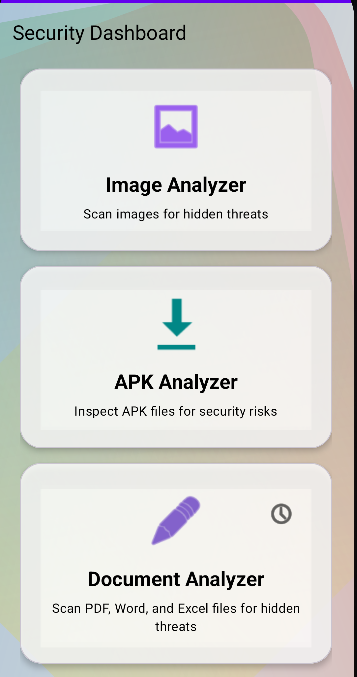 Security Dashboard
Image Analyzer
Scan images for hidden threats
APK Analyzer
Inspect APK files for security risks
Document Analyzer
Scan PDF, Word, and Excel files for hidden
threats